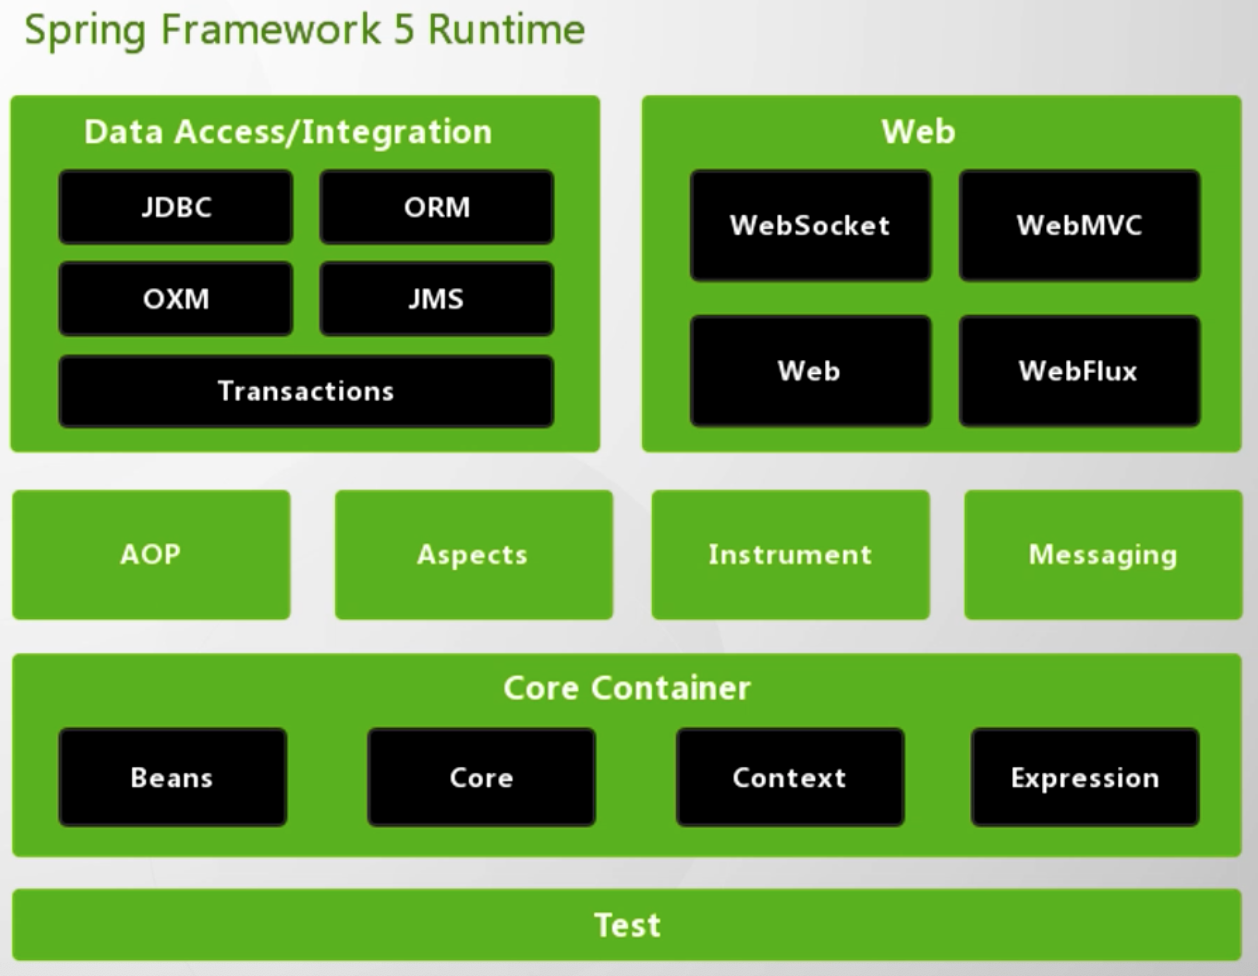 Spring Framework 5 Runtime
Data Access/Integration
JDBC
ORM
OXM
JMS
Transactions
Web
WebSocket
WebMVC
Web
WebFlux
AOP
Aspects
Instrument
Messaging
Core Container
Beans
Core
Context
Expression
Test